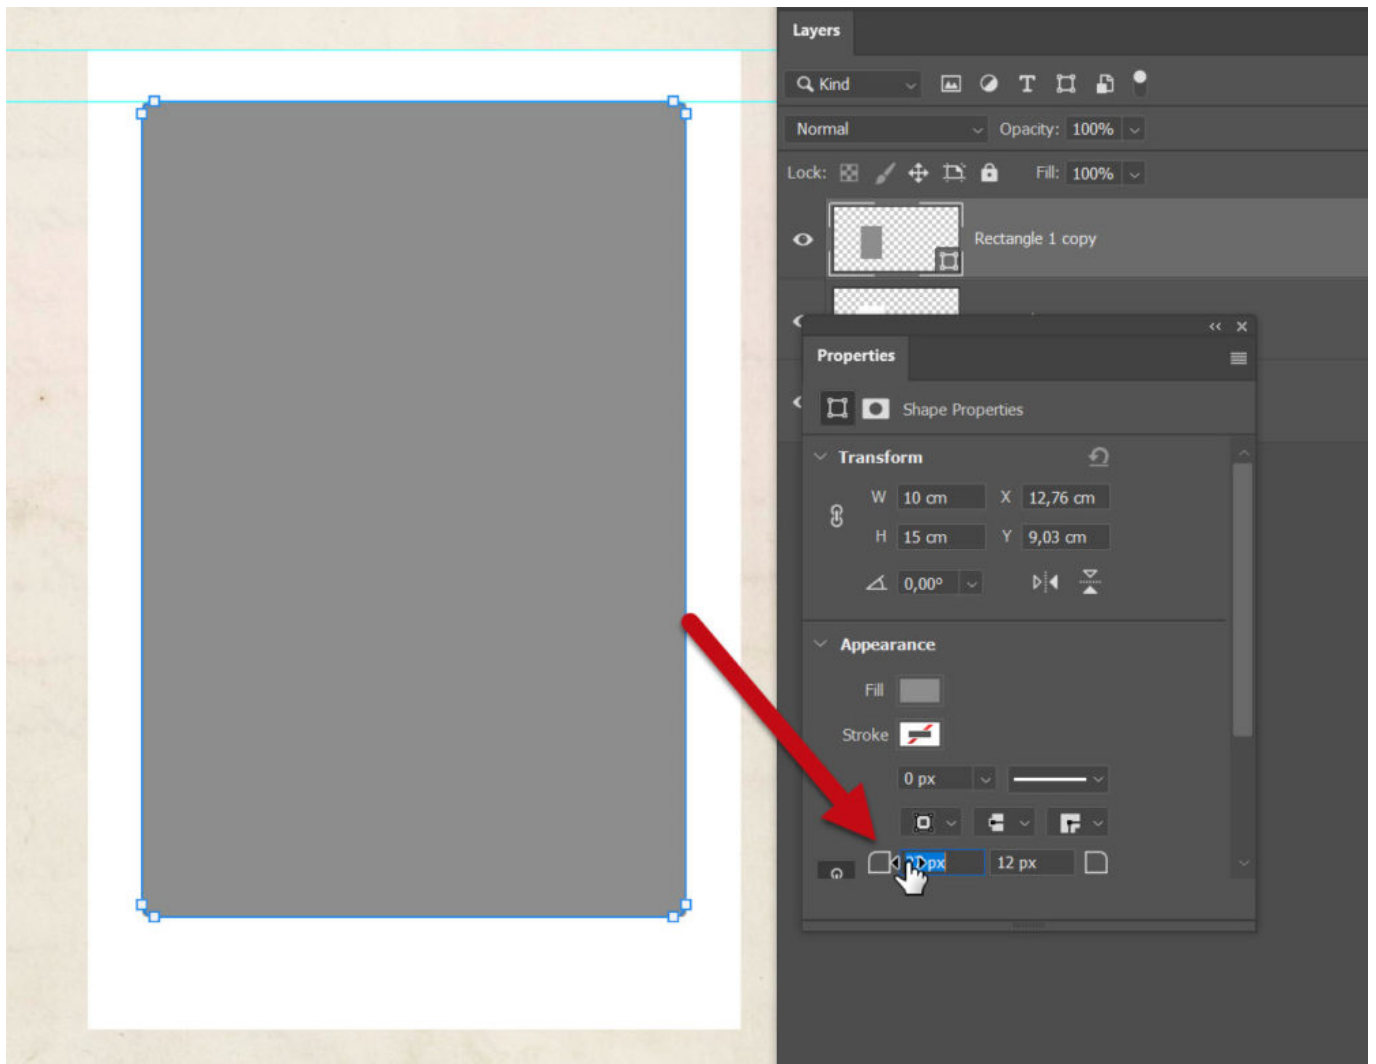 Layers
Kind
Normal Opacity: 100%
Lock: Fill: 100%
Rectangle 1 copy
Properties
Shape Properties
Transform
W 10 cm X 12,76 cm
H 15 cm Y 9,03 cm
0,00°
Appearance
Fill
Stroke
0 px
px 12 px